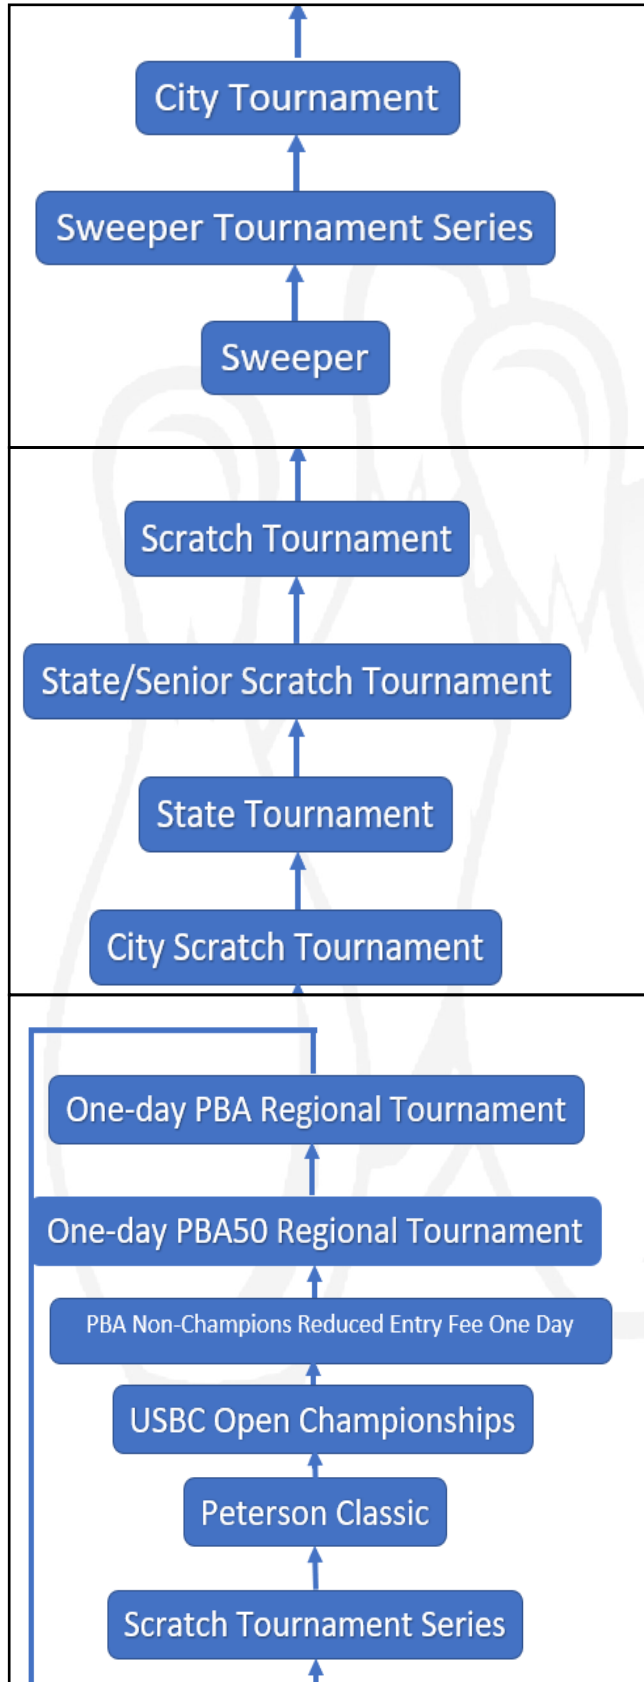 City Tournament
Sweeper Tournament Series
Sweeper
Scratch Tournament
State/Senior Scratch Tournament
State Tournament
City Scratch Tournament
One-day PBA Regional Tournament
One-day PBA50 Regional Tournament
PBA Non-Champions Reduced Entry Fee One Day
USBC Open Championships
Peterson Classic
Scratch Tournament Series